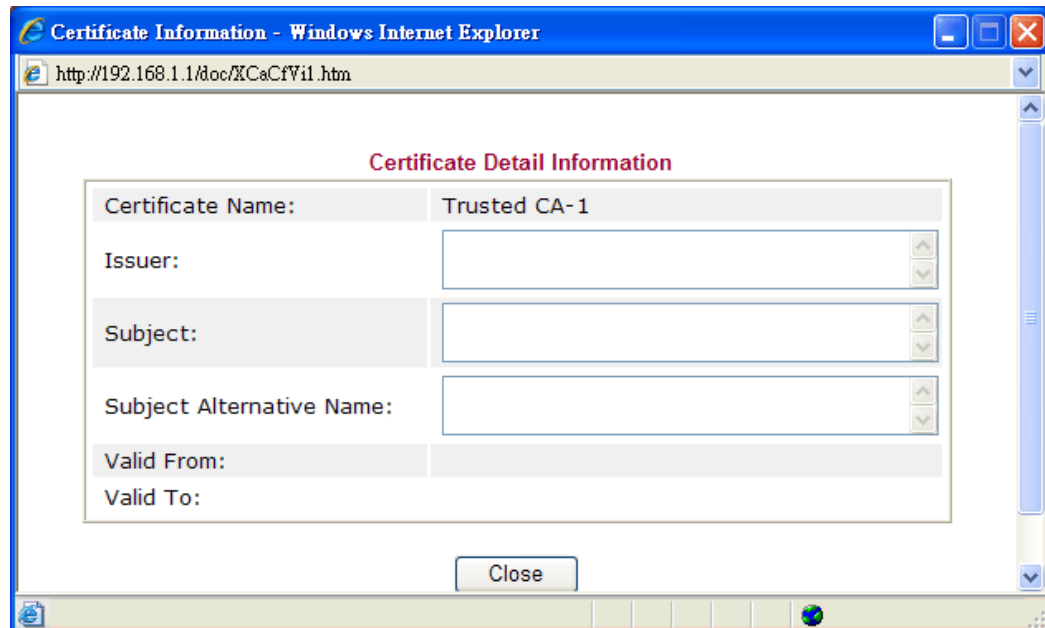 Certificate Information - Windows Internet Explorer
http://192.168.1.1/doc/XCaCfVi1.htm
Certificate Detail Information
Certificate Name: Trusted CA-1
Issuer:
Subject:
Subject Alternative Name:
Valid From:
Valid To:
Close